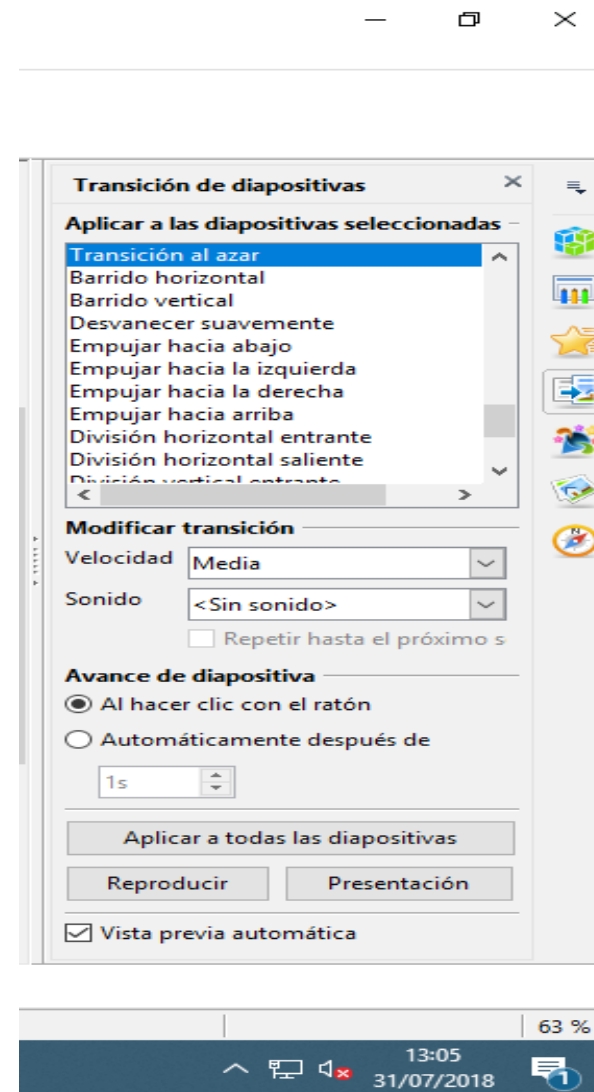 Transición de diapositivas
Aplicar a las diapositivas seleccionadas
Transición al azar
Barrido horizontal
Barrido vertical
Desvanecer suavemente
Empujar hacia abajo
Empujar hacia la izquierda
Empujar hacia la derecha
Empujar hacia arriba
División horizontal entrante
División horizontal saliente
División vertical entrante
Modificar transición
Velocidad Media
Sonido <Sin sonido>
Repetir hasta el próximo s
Avance de diapositiva
Al hacer clic con el ratón
Automáticamente después de
1s
Aplicar a todas las diapositivas
Reproducir Presentación
Vista previa automática
63 %
13:05
31/07/2018
1